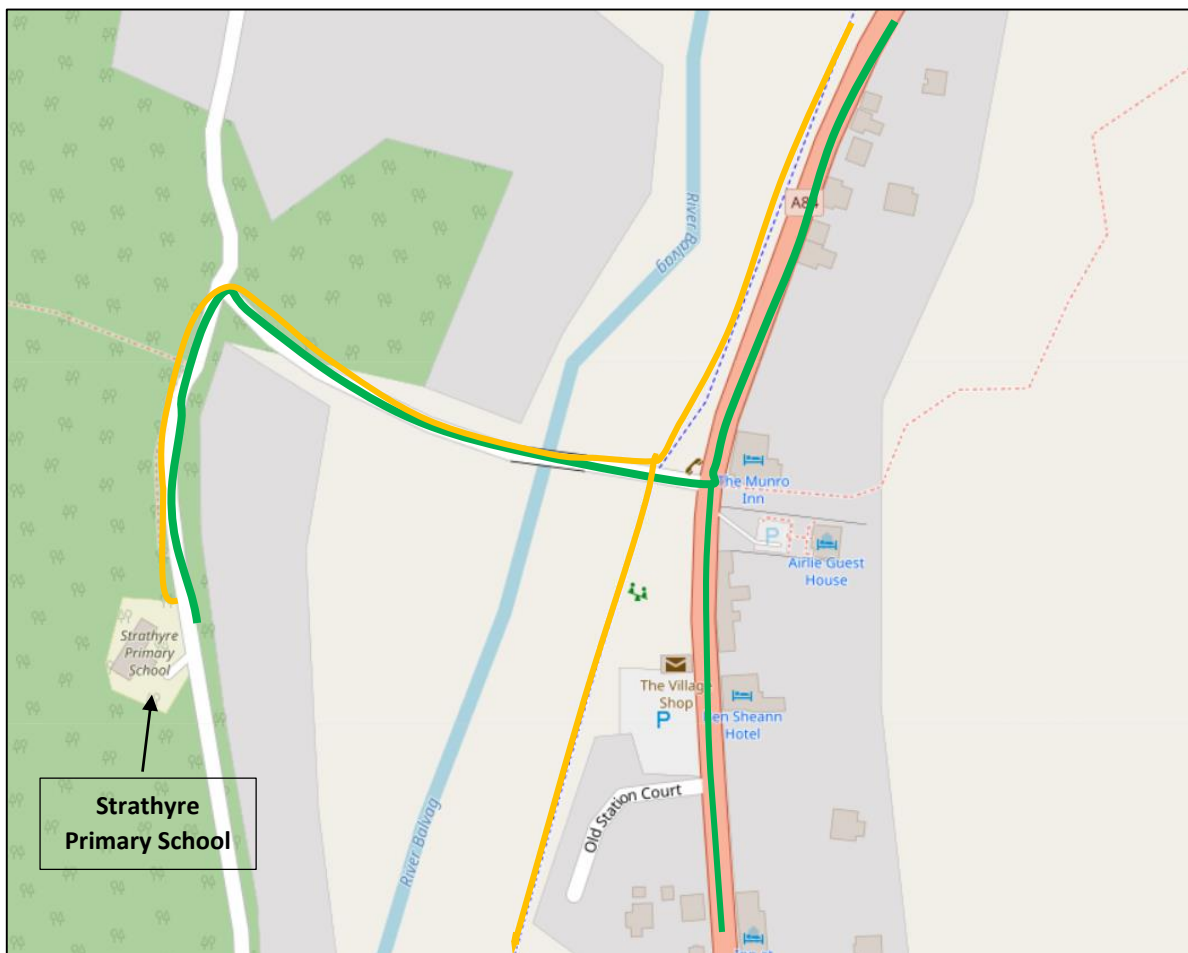 River Balvag
A84
The Munro
Inn
P
Airlie Guest
House
Strathyre
Primary
School
The Village
Shop
P
Ben Sheann
Hotel
Old Station Court
River Balvag
Strathyre
Primary School